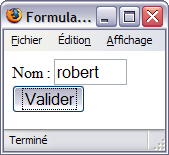 Formula...
Fichier Édition Affichage
Nom : robert
Valider
Terminé